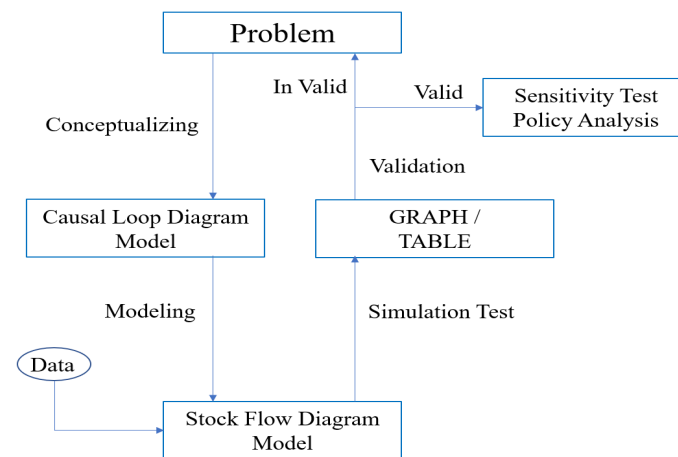 Problem
In Valid
Valid
Sensitivity Test
Policy Analysis
Conceptualizing
Validation
Causal Loop Diagram
Model
GRAPH /
TABLE
Modeling
Simulation Test
Data
Stock Flow Diagram
Model